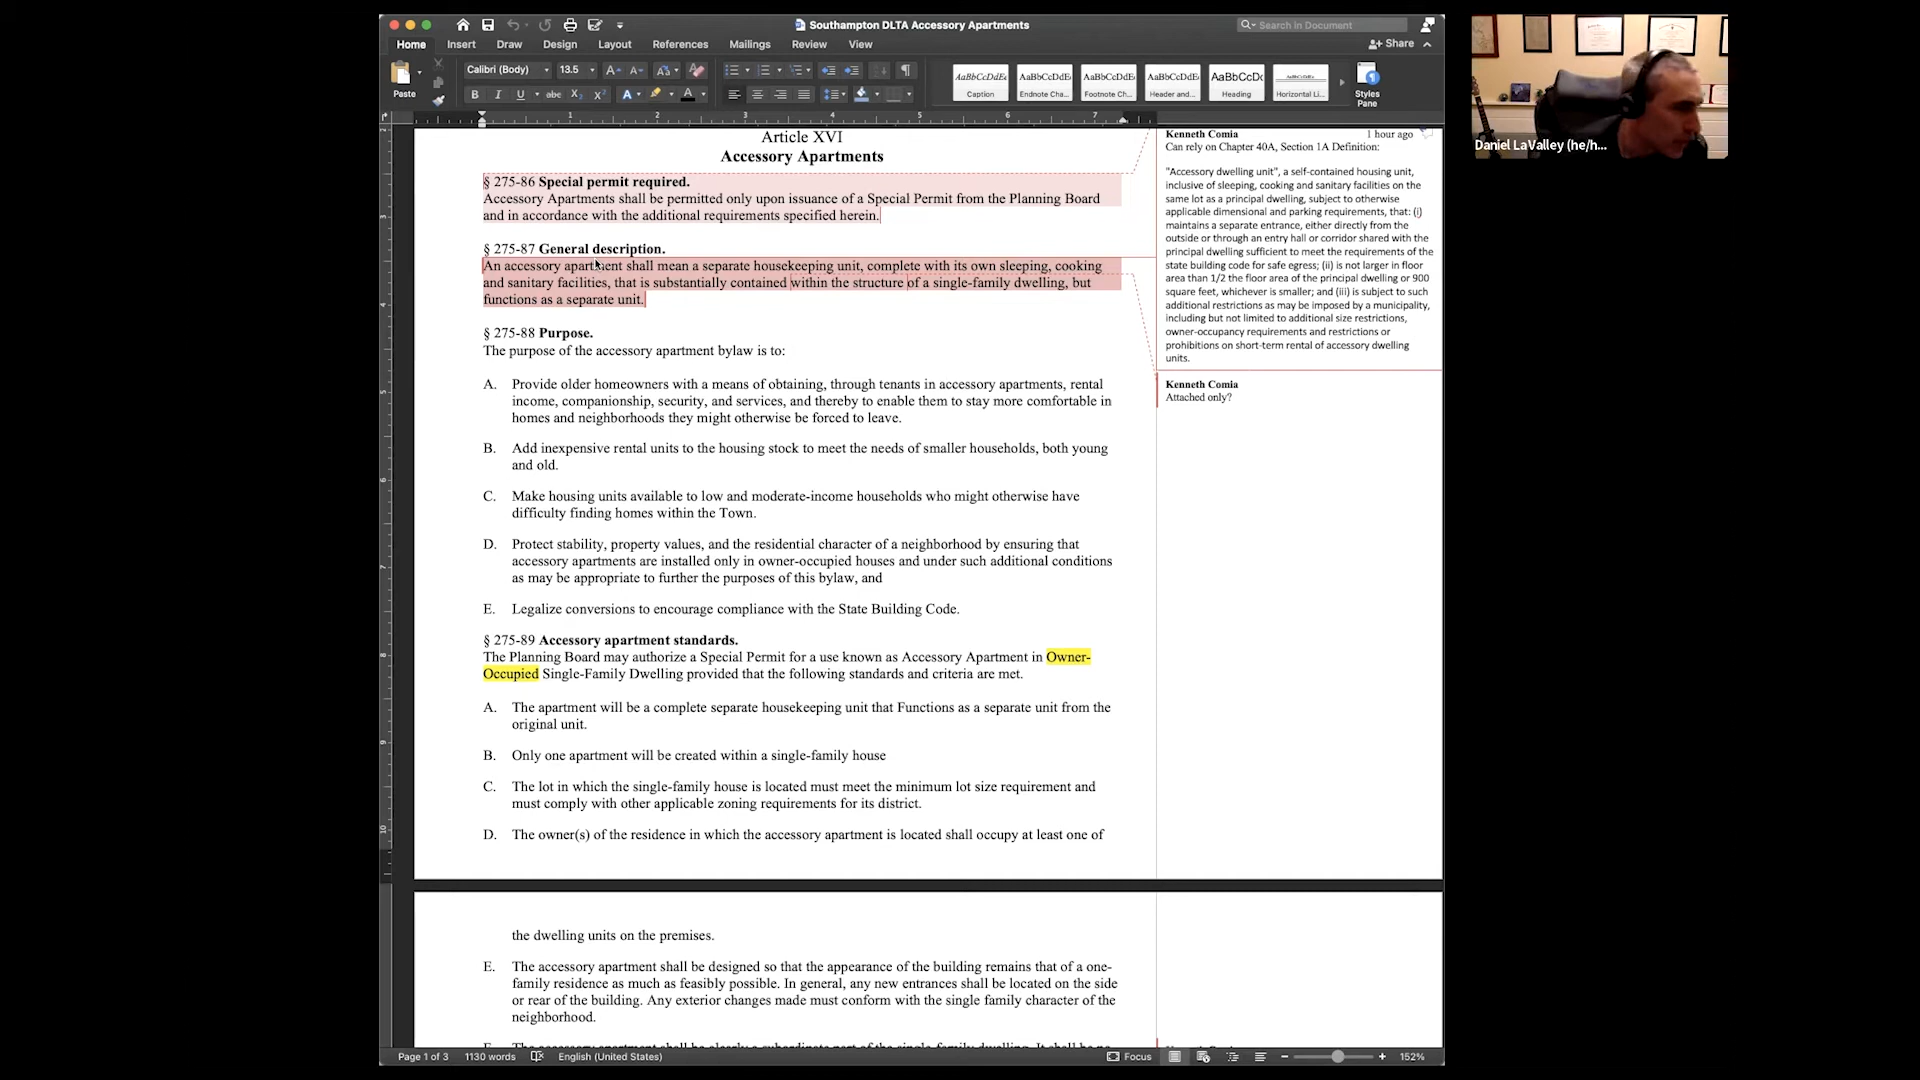 Southampton DLTA Accessory Apartments
Search in Document
Home Insert Draw Design Layout References Mailings Review View
Share
Paste
Calibri (Body) 13.5
AaBbCcDdEe AaBbCcDdE AaBbCcDdE AaBbCcDdE AaBbCcDc AaBbCcDdEe
Caption Endnote Cha... Footnote Ch... Header and... Heading Horizontal Li...
Styles Pane
1 2 3 4 5 6 7
Article XVI
Accessory Apartments
§ 275-86 Special permit required.
Accessory Apartments shall be permitted only upon issuance of a Special Permit from the Planning Board
and in accordance with the additional requirements specified herein.
§ 275-87 General description.
An accessory apartment shall mean a separate housekeeping unit, complete with its own sleeping, cooking
and sanitary facilities, that is substantially contained within the structure of a single-family dwelling, but
functions as a separate unit.
§ 275-88 Purpose.
The purpose of the accessory apartment bylaw is to:
A. Provide older homeowners with a means of obtaining, through tenants in accessory apartments, rental
income, companionship, security, and services, and thereby to enable them to stay more comfortable in
homes and neighborhoods they might otherwise be forced to leave.
B. Add inexpensive rental units to the housing stock to meet the needs of smaller households, both young
and old.
C. Make housing units available to low and moderate-income households who might otherwise have
difficulty finding homes within the Town.
D. Protect stability, property values, and the residential character of a neighborhood by ensuring that
accessory apartments are installed only in owner-occupied houses and under such additional conditions
as may be appropriate to further the purposes of this bylaw, and
E. Legalize conversions to encourage compliance with the State Building Code.
§ 275-89 Accessory apartment standards.
The Planning Board may authorize a Special Permit for a use known as Accessory Apartment in Owner-
Occupied Single-Family Dwelling provided that the following standards and criteria are met.
A. The apartment will be a complete separate housekeeping unit that Functions as a separate unit from the
original unit.
B. Only one apartment will be created within a single-family house
C. The lot in which the single-family house is located must meet the minimum lot size requirement and
must comply with other applicable zoning requirements for its district.
D. The owner(s) of the residence in which the accessory apartment is located shall occupy at least one of
the dwelling units on the premises.
E. The accessory apartment shall be designed so that the appearance of the building remains that of a one-
family residence as much as feasibly possible. In general, any new entrances shall be located on the side
or rear of the building. Any exterior changes made must conform with the single family character of the
neighborhood.
Kenneth Comia 1 hour ago
Can rely on Chapter 40A, Section 1A Definition:
"Accessory dwelling unit", a self-contained housing unit,
inclusive of sleeping, cooking and sanitary facilities on the
same lot as a principal dwelling, subject to otherwise
applicable dimensional and parking requirements, that: (i)
maintains a separate entrance, either directly from the
outside or through an entry hall or corridor shared with the
principal dwelling sufficient to meet the requirements of the
state building code for safe egress; (ii) is not larger in floor
area than 1/2 the floor area of the principal dwelling or 900
square feet, whichever is smaller; and (iii) is subject to such
additional restrictions as may be imposed by a municipality,
including but not limited to additional size restrictions,
owner-occupancy requirements and restrictions or
prohibitions on short-term rental of accessory dwelling
units.
Kenneth Comia
Attached only?
Page 1 of 3 1130 words English (United States) Focus 152%
Daniel LaValley (he/h...